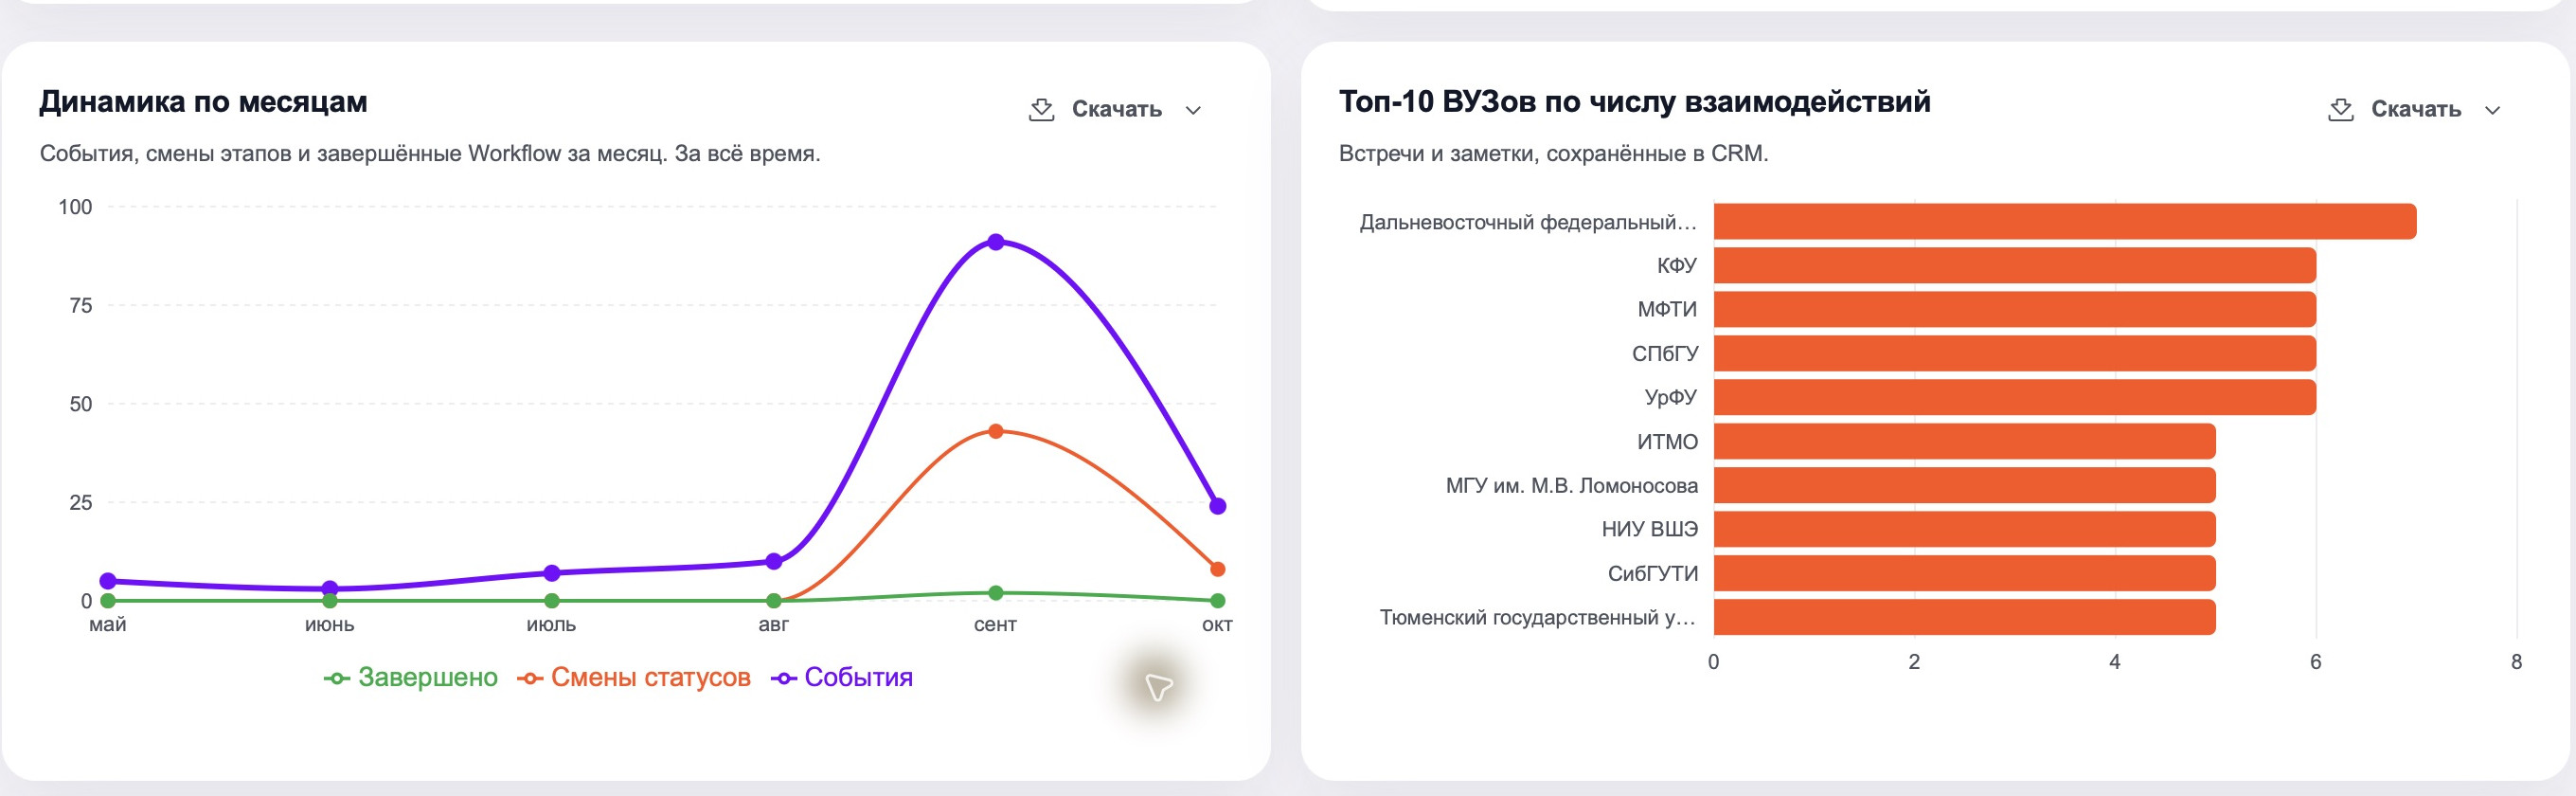 Динамика по месяцам
Скачать
События, смены этапов и завершённые Workflow за месяц. За всё время.
100
75
50
25
0
май июнь июль авг сент окт
Завершено Смены статусов События
Топ-10 ВУЗов по числу взаимодействий
Скачать
Встречи и заметки, сохранённые в CRM.
Дальневосточный федеральный...
КФУ
МФТИ
СПбГУ
УрФУ
ИТМО
МГУ им. М.В. Ломоносова
НИУ ВШЭ
СибГУТИ
Тюменский государственный у...
0 2 4 6 8